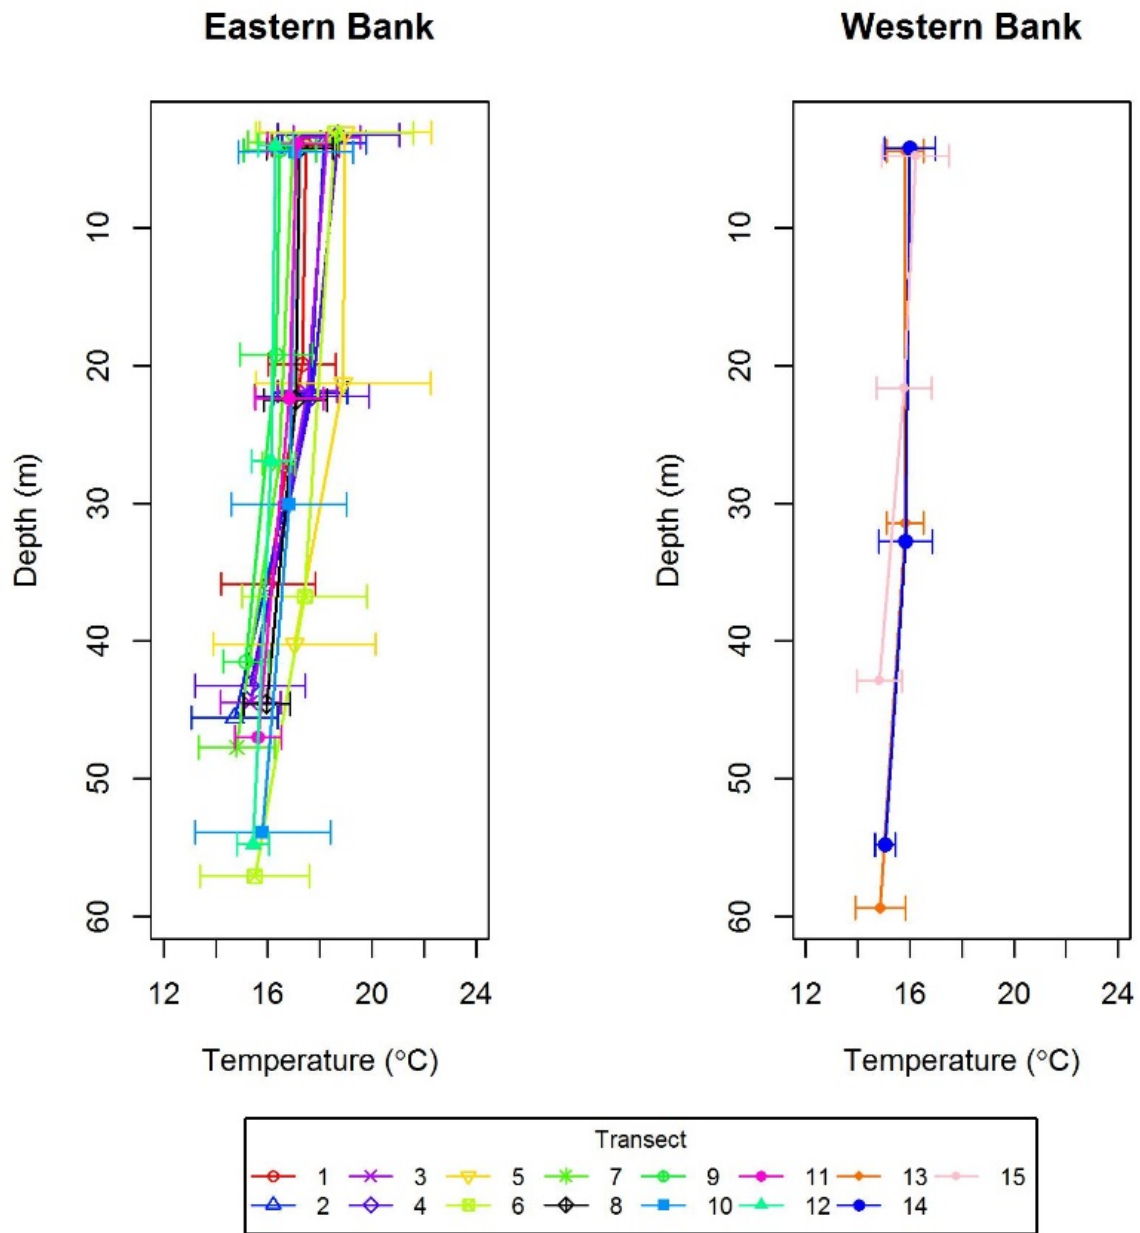 Eastern Bank Western Bank
10 10
20 20
30 30
40 40
50 50
60 60
Depth (m) Depth (m)
12 16 20 24 12 16 20 24
Temperature (°C) Temperature (°C)
Transect
1 3 5 7 9 11 13 15
2 4 6 8 10 12 14